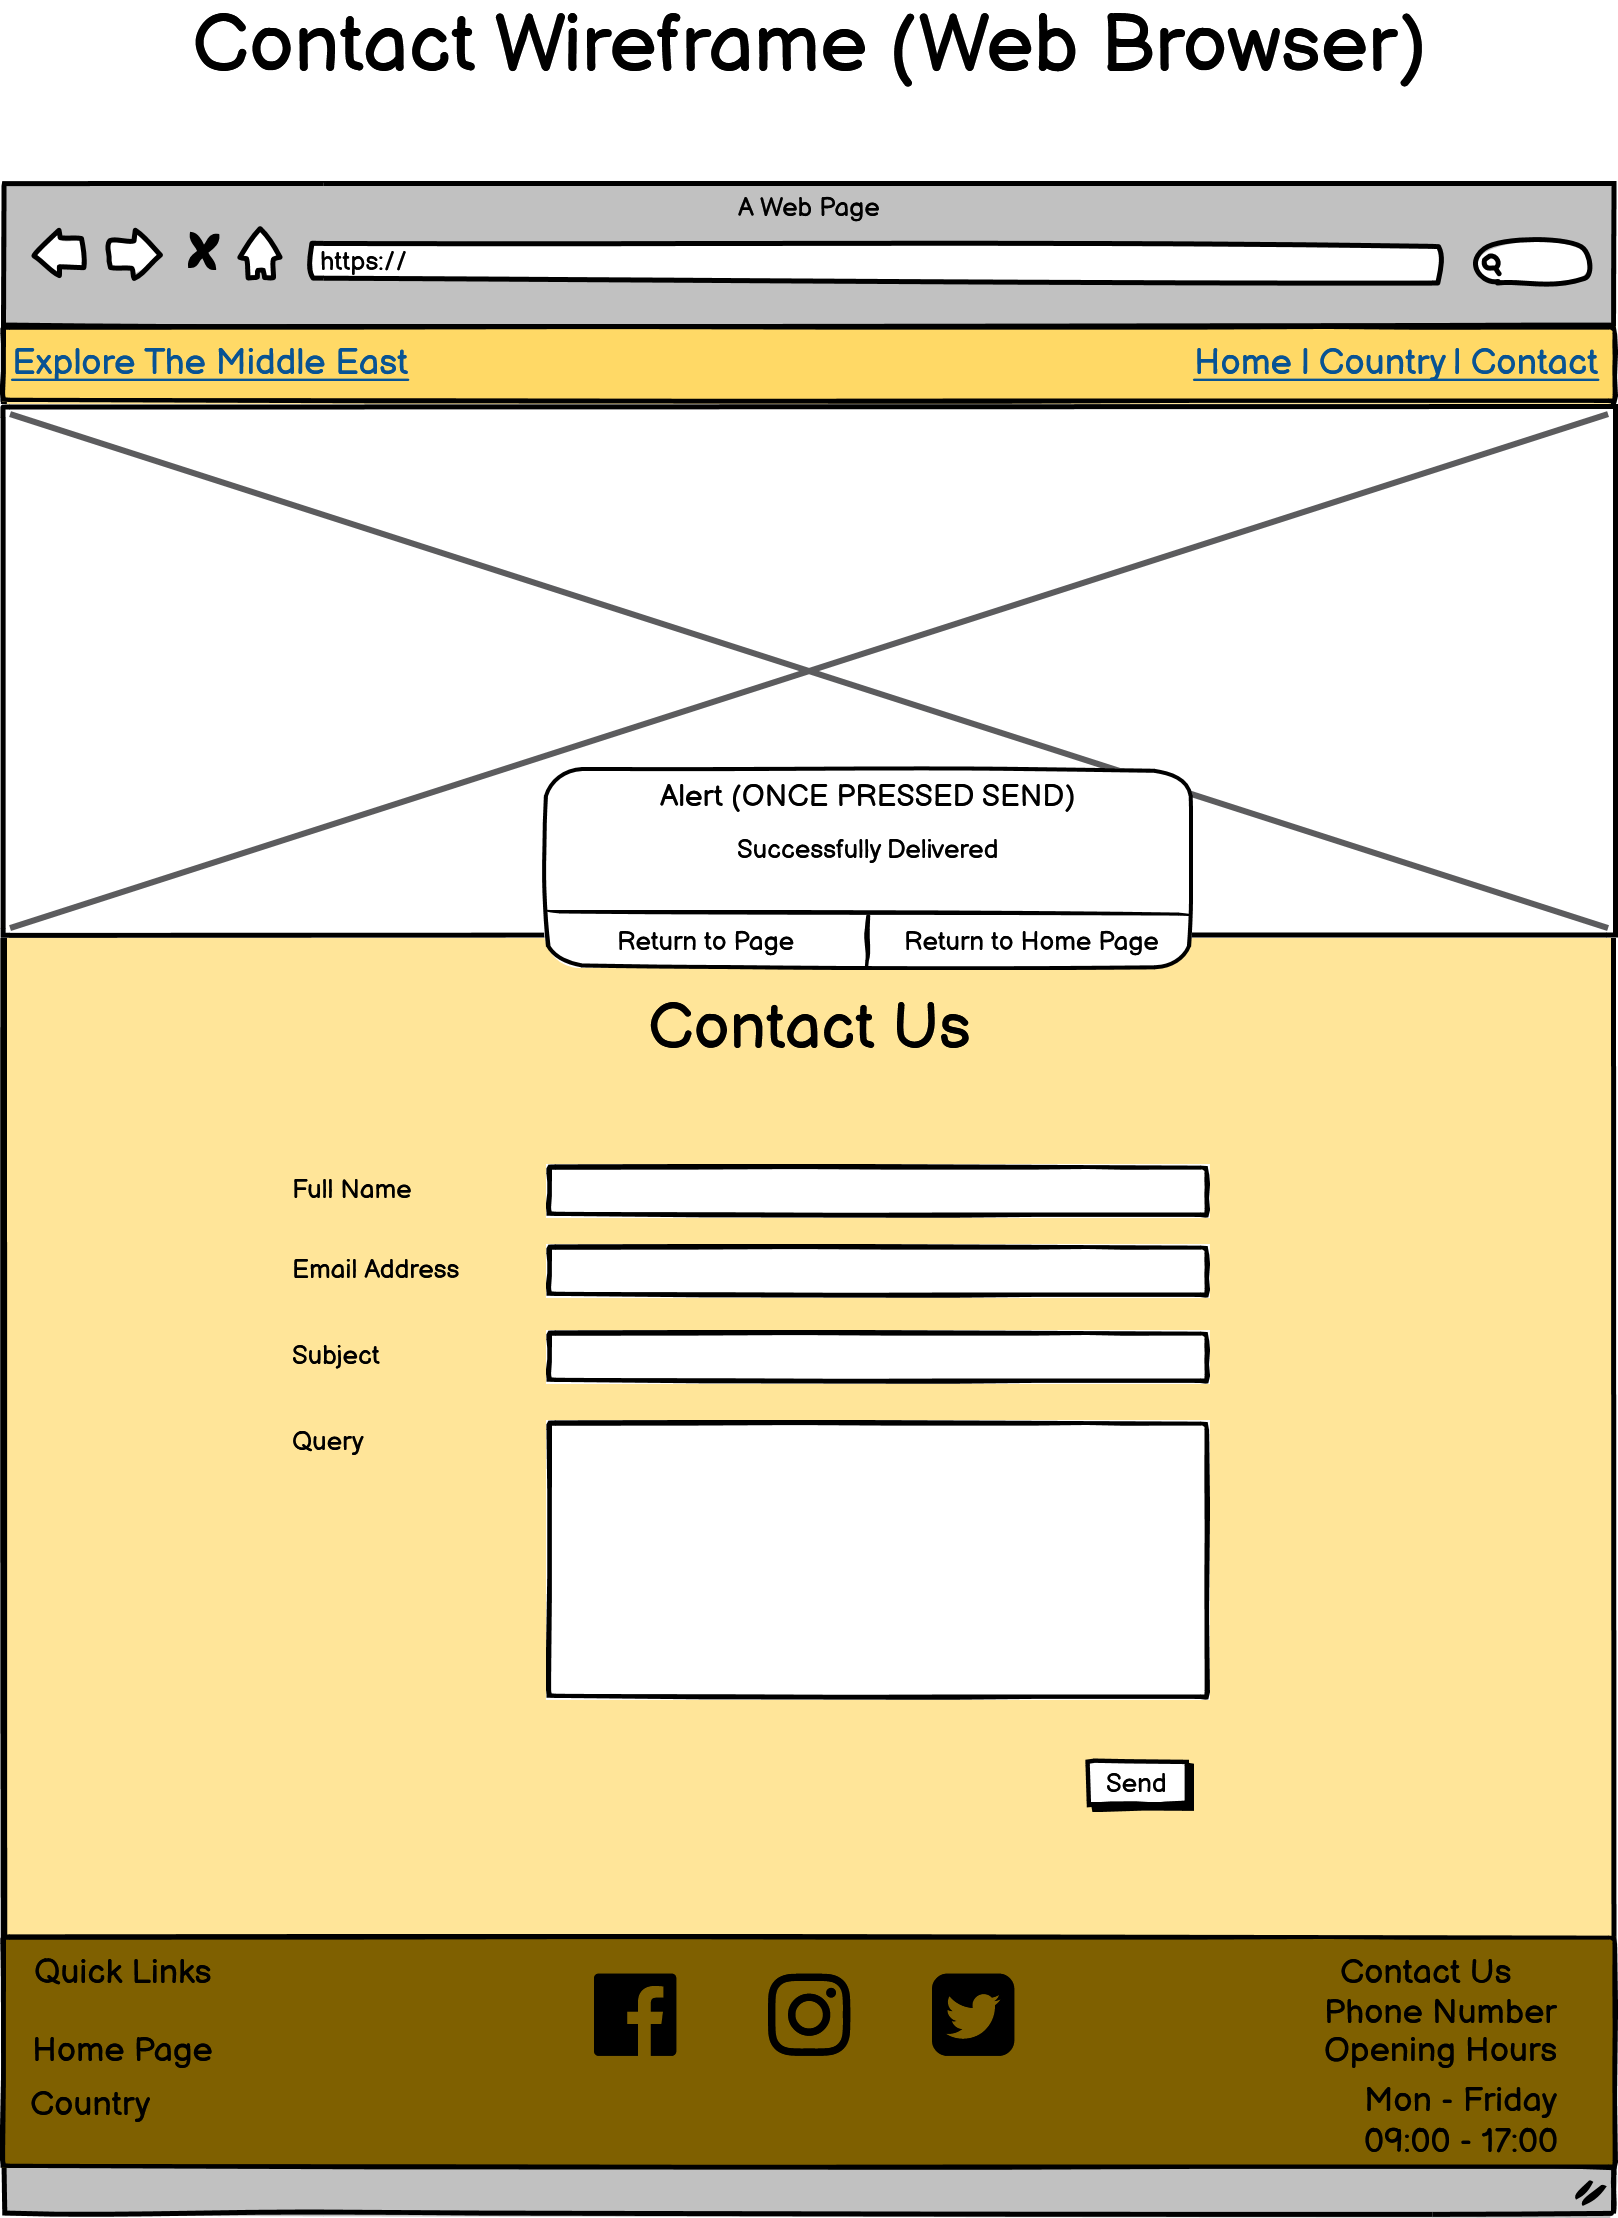 Contact Wireframe (Web Browser)
A Web Page
https://
Explore The Middle East
Home | Country | Contact
Alert (ONCE PRESSED SEND)
Successfully Delivered
Return to Page
Return to Home Page
Contact Us
Full Name
Email Address
Subject
Query
Send
Quick Links
Home Page
Country
Contact Us
Phone Number
Opening Hours
Mon - Friday
09:00 - 17:00